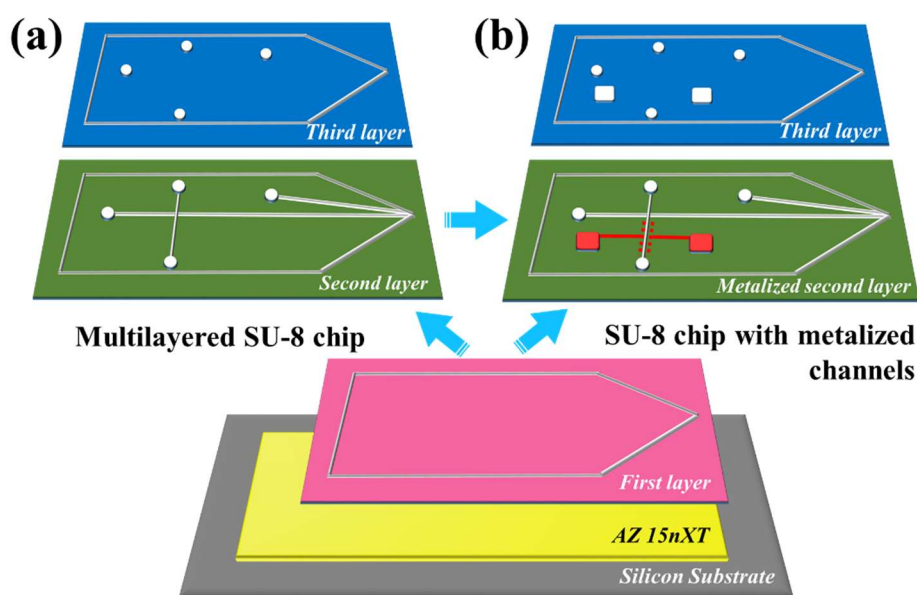 (a)
Third layer
Second layer
Multilayered SU-8 chip
(b)
Third layer
Metalized second layer
SU-8 chip with metalized
channels
First layer
AZ 15nXT
Silicon Substrate